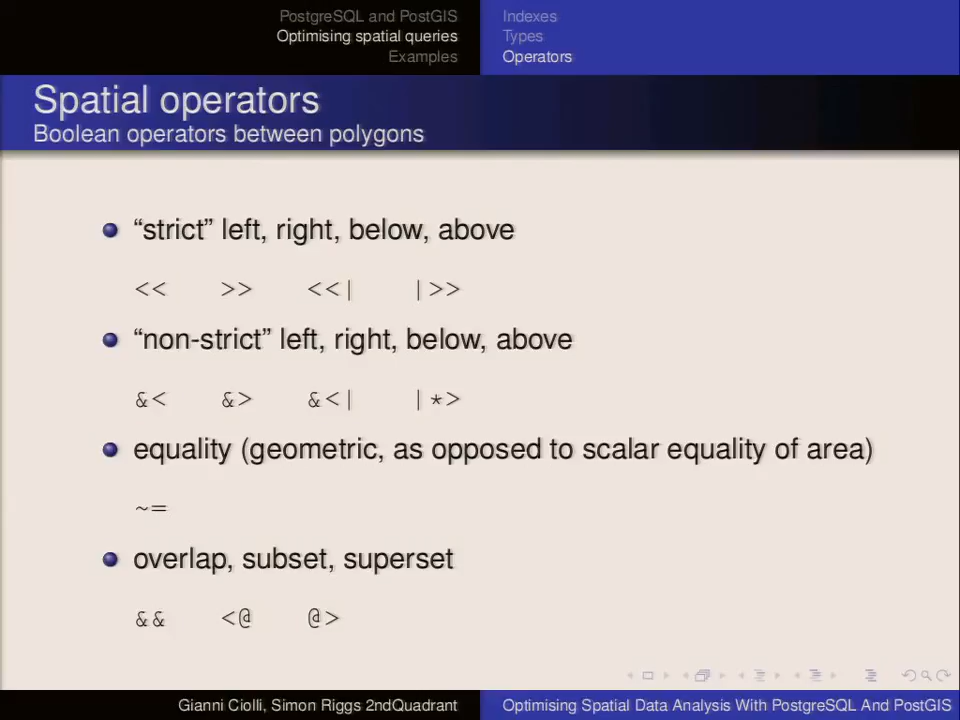 PostgreSQL and PostGIS
Optimising spatial queries
Examples
Indexes
Types
Operators
Spatial operators
Boolean operators between polygons
“strict” left, right, below, above
<< >> <<| |>>
“non-strict” left, right, below, above
&< &> &<| |*>
equality (geometric, as opposed to scalar equality of area)
~=
overlap, subset, superset
&& <@ @>
Gianni Ciolli, Simon Riggs 2ndQuadrant
Optimising Spatial Data Analysis With PostgreSQL And PostGIS